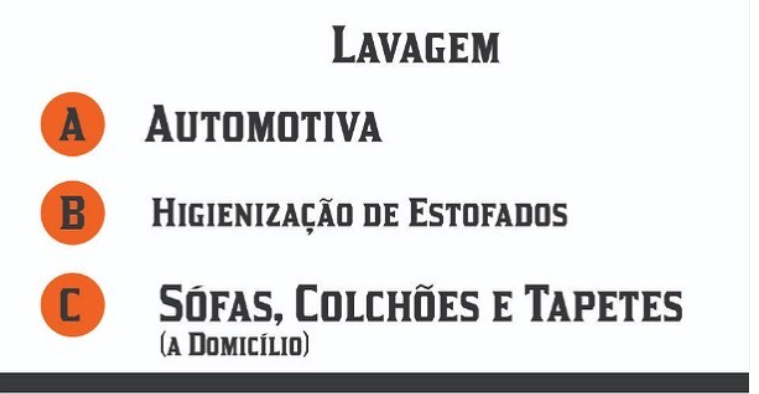 Lavagem
A Automotiva
B Higienização de Estofados
C Sófas, Colchões e Tapetes
(a Domicílio)